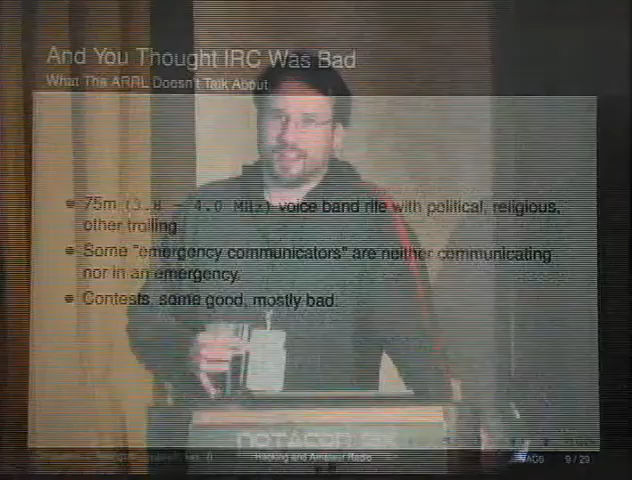 And You Thought IRC Was Bad
What The ARRL Doesn't Talk About
75m (3.8 – 4.0 MHz) voice band rife with political, religious,
other trolling
Some "emergency communicators" are neither communicating
nor in an emergency.
Contests, some good, mostly bad.
NOTACON
Hacking and Amateur Radio
9 / 29